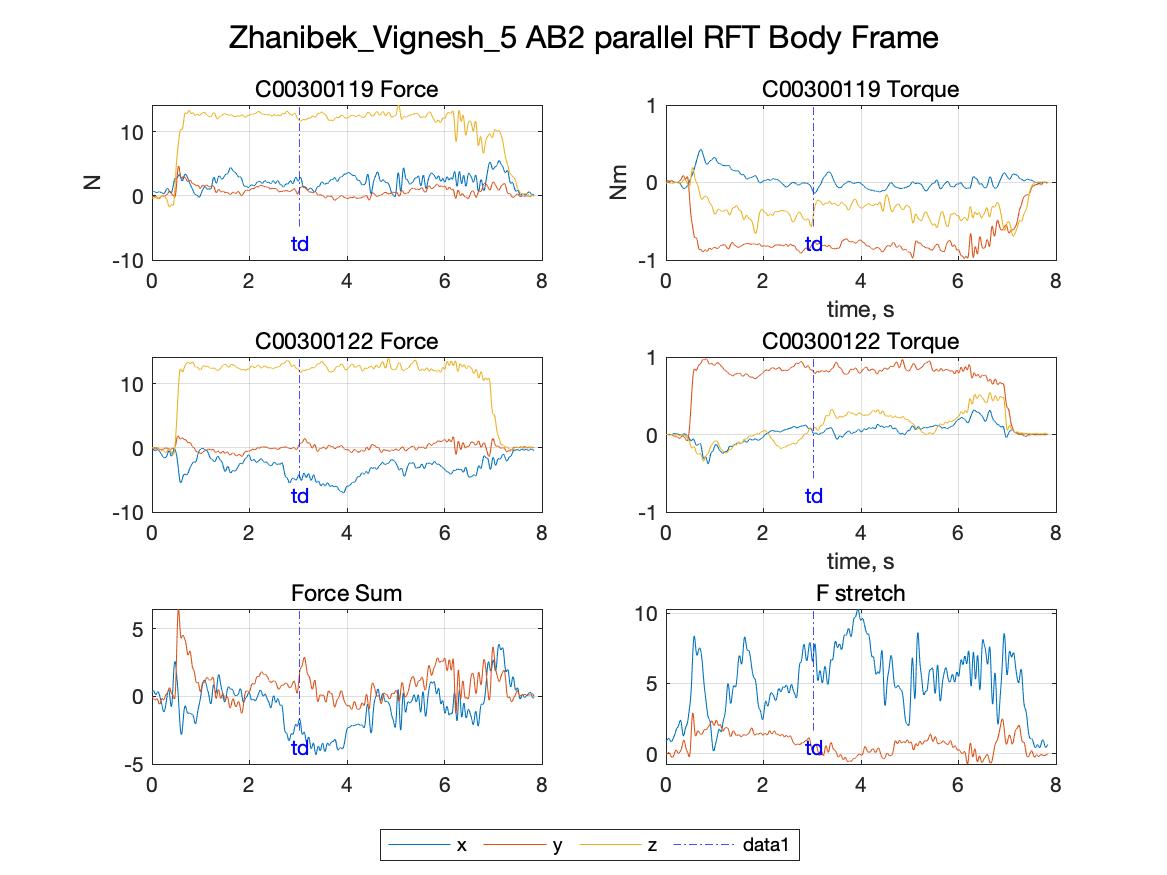 Zhanibek_Vignesh_5 AB2 parallel RFT Body Frame
C00300119 Force
N
10
0
-10
td
0 2 4 6 8
C00300119 Torque
Nm
1
0
-1
td
0 2 4 6 8
time, s
C00300122 Force
10
0
-10
td
0 2 4 6 8
C00300122 Torque
1
0
-1
td
0 2 4 6 8
time, s
Force Sum
5
0
-5
td
0 2 4 6 8
F stretch
10
5
0
td
0 2 4 6 8
x y z data1